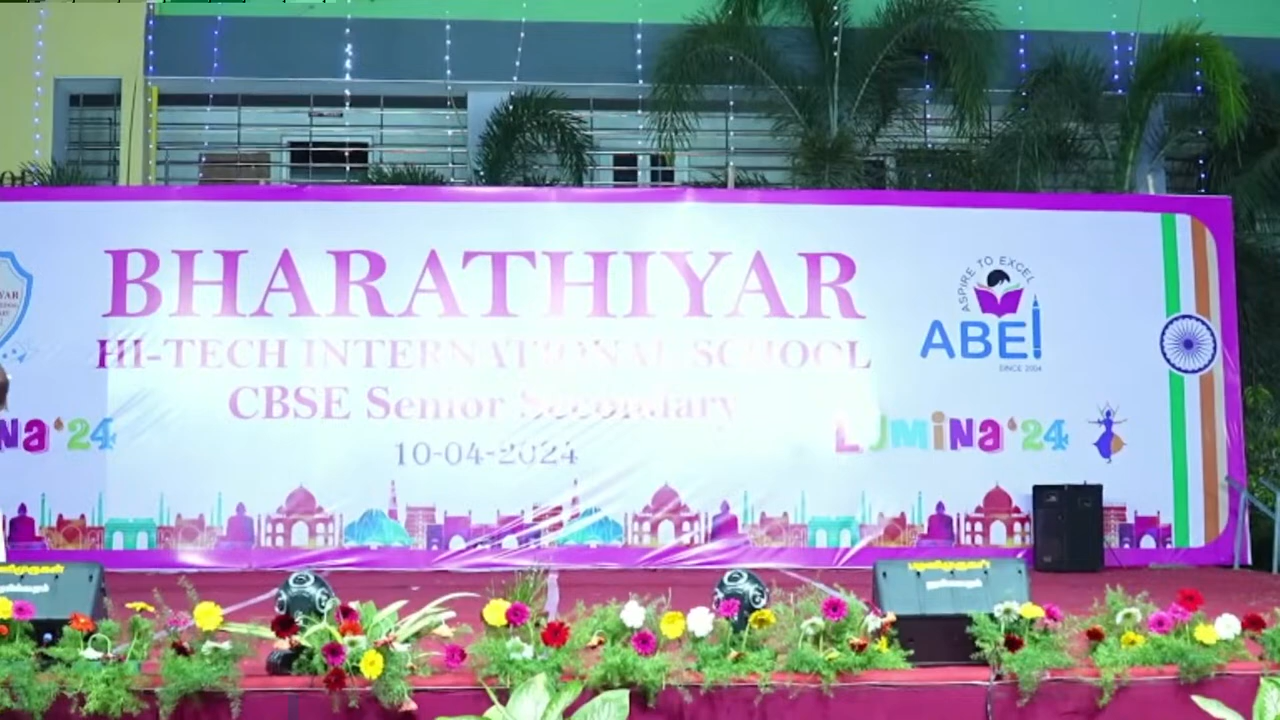 OF
BHARATHIYAR
HI-TECH INTERNATIONAL SCHOOL
CBSE Senior Secondary
10-04-2024
ASPIRE TO EXCEL
ABEI
SINCE 2004
NA'24
LUMINA'24